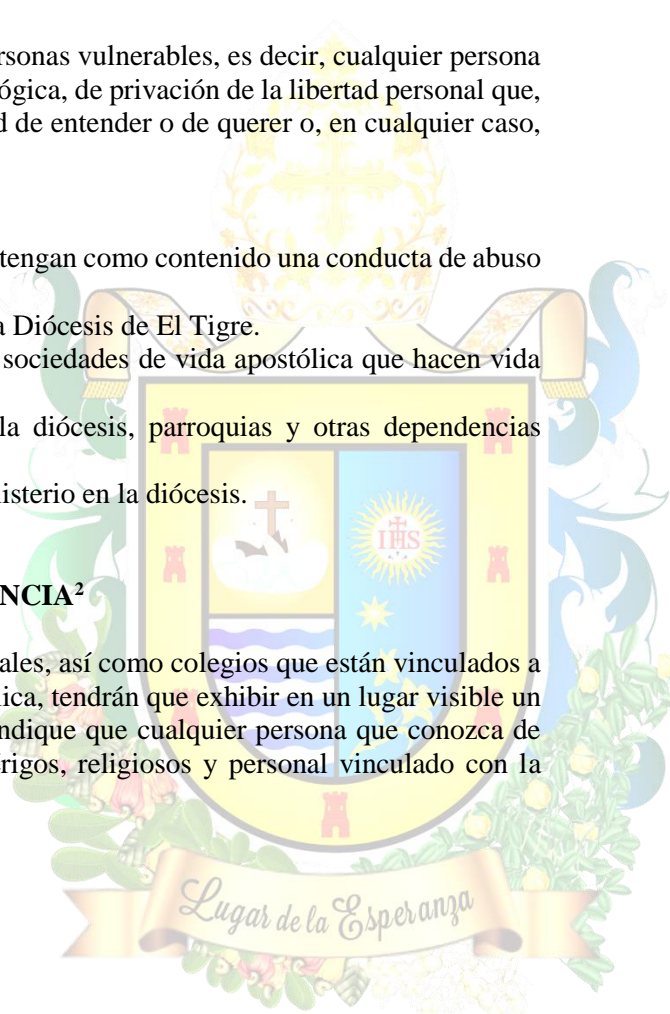 rsonas vulnerables, es decir, cualquier persona
ógica, de privación de la libertad personal que,
d de entender o de querer o, en cualquier caso,
tengan como contenido una conducta de abuso
a Diócesis de El Tigre.
sociedades de vida apostólica que hacen vida
la diócesis, parroquias y otras dependencias
isterio en la diócesis.
NCIA²
ales, así como colegios que están vinculados a
lica, tendrán que exhibir en un lugar visible un
ndique que cualquier persona que conozca de
rigos, religiosos y personal vinculado con la
IHS
Lugar de la Esperanza